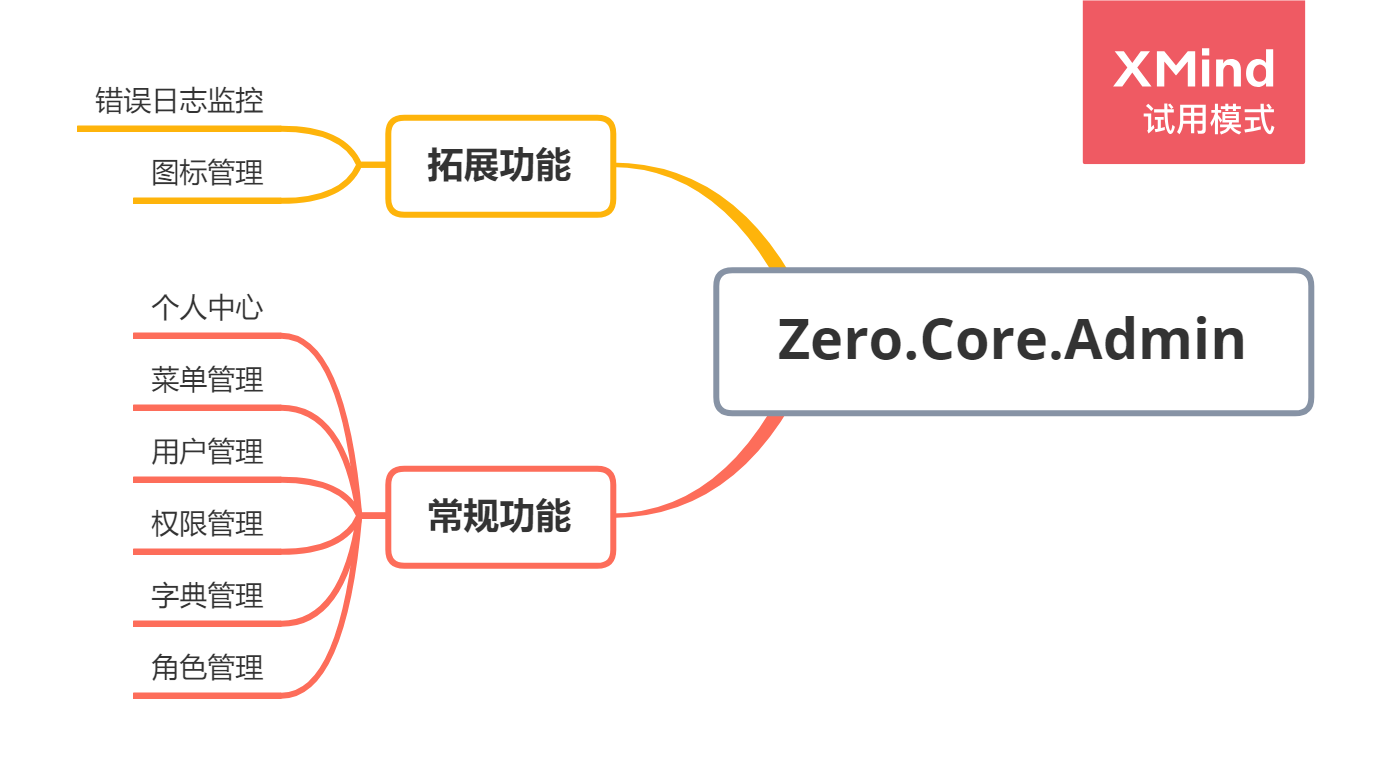 XMind
试用模式
错误日志监控
拓展功能
图标管理
Zero.Core.Admin
个人中心
菜单管理
用户管理
常规功能
权限管理
字典管理
角色管理